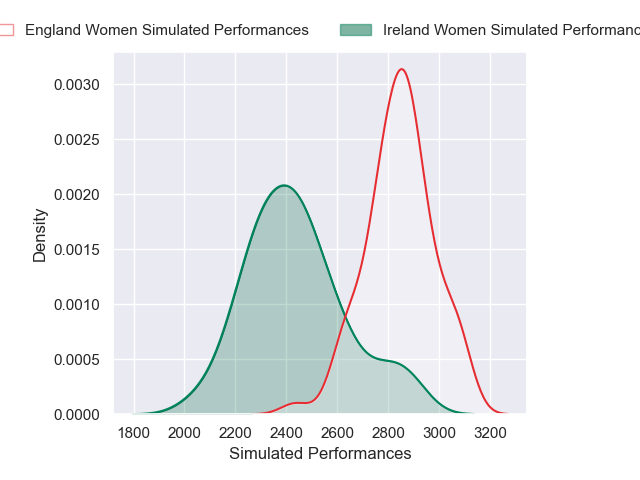 England Women Simulated Performances
Ireland Women Simulated
0.0030
0.0025
0.0020
0.0015
0.0010
0.0005
0.0000
Density
1800 2000 2200 2400 2600 2800 3000 3200
Simulated Performances